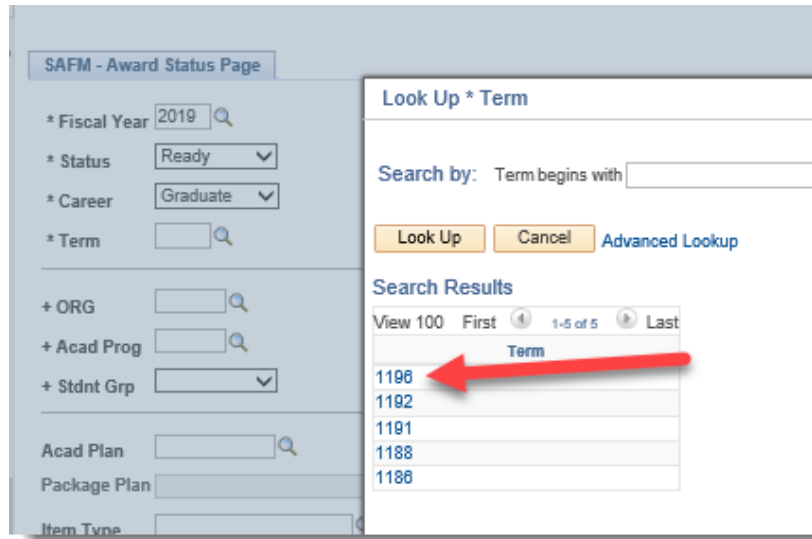 SAFM - Award Status Page
* Fiscal Year 2019
* Status Ready
* Career Graduate
* Term
+ ORG
+ Acad Prog
+ Stdnt Grp
Acad Plan
Package Plan
Item Type
Look Up * Term
Search by: Term begins with
Look Up Cancel Advanced Lookup
Search Results
View 100 First 1-5 of 5 Last
Term
1196
1192
1191
1188
1186